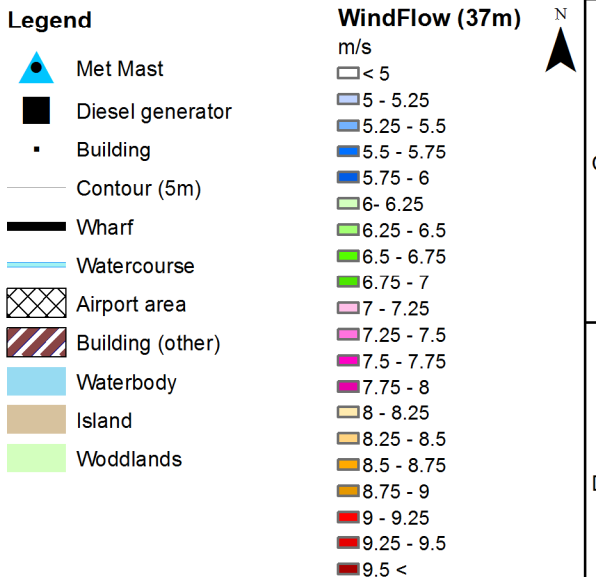 Legend
Met Mast
Diesel generator
Building
Contour (5m)
Wharf
Watercourse
Airport area
Building (other)
Waterbody
Island
Woddlands
WindFlow (37m)
m/s
< 5
5 - 5.25
5.25 - 5.5
5.5 - 5.75
5.75 - 6
6- 6.25
6.25 - 6.5
6.5 - 6.75
6.75 - 7
7 - 7.25
7.25 - 7.5
7.5 - 7.75
7.75 - 8
8 - 8.25
8.25 - 8.5
8.5 - 8.75
8.75 - 9
9 - 9.25
9.25 - 9.5
9.5 <
N